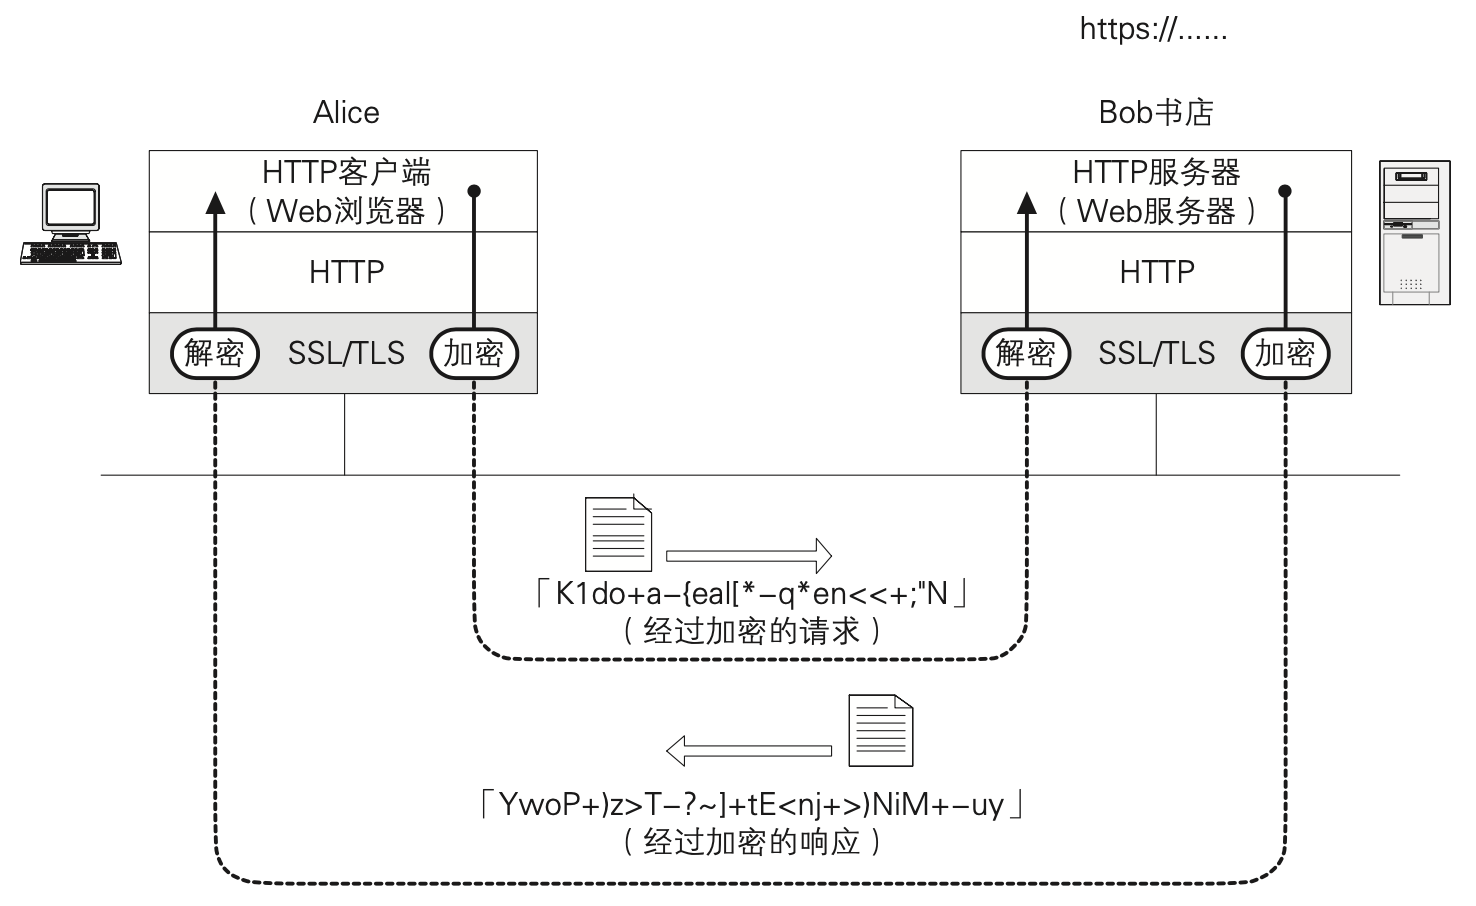 https://......
Alice
Bob书店
HTTP客户端
（Web浏览器）
HTTP
解密 SSL/TLS 加密
HTTP服务器
（Web服务器）
HTTP
解密 SSL/TLS 加密
「K1do+a–{eal[*–q*en<<+;"N」
（经过加密的请求）
「YwoP+)z>T–?~]+tE<nj+>)NiM+–uy」
（经过加密的响应）